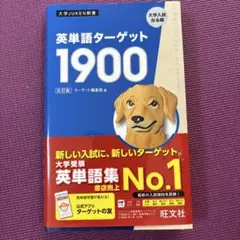 大学JUKEN新書
大学入試
出る順
英単語ターゲット
1900
6訂版
ターゲット編集部 編
新しい入試に、新しいターゲット。
大学受験
英単語集
書店売上
No.1
公式アプリ
ターゲットの友
旺文社